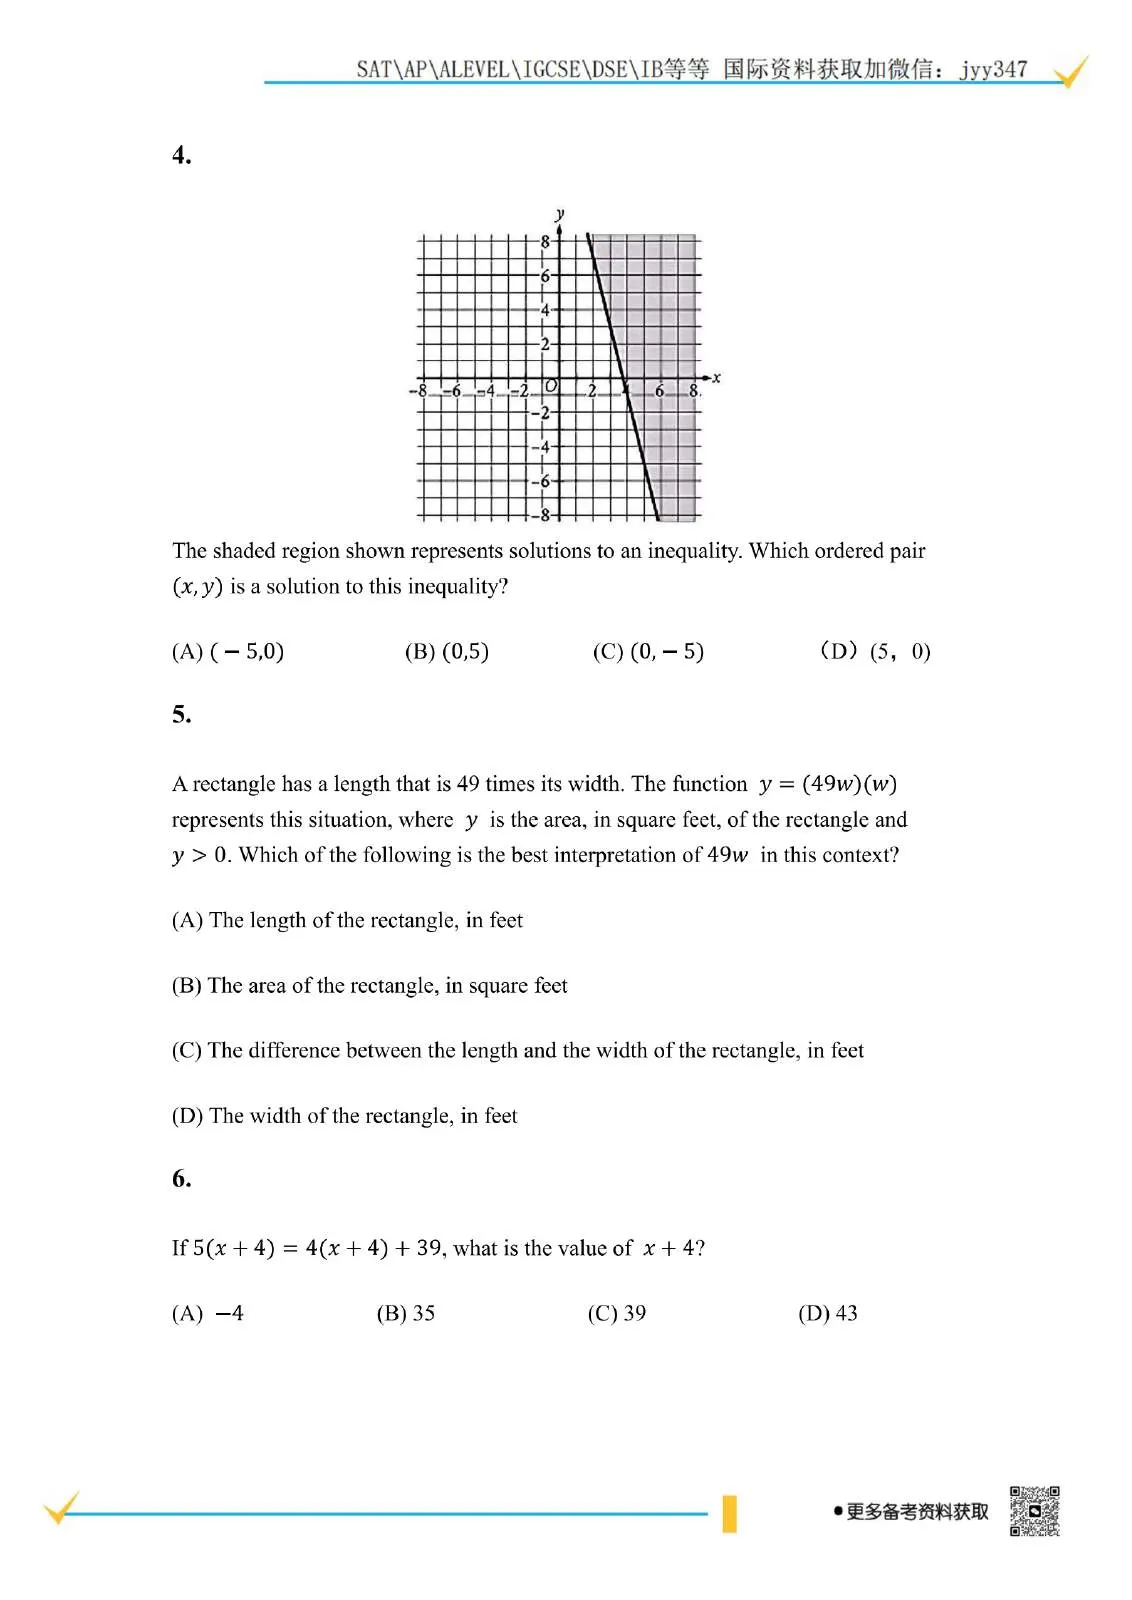 SAT\AP\ALEVEL\IGCSE\DSE\IB等等 国际资料获取加微信：jyy347
4.
y
8
6
4
2
-8 -6 -4 -2 O 2 4 6 8 x
-2
-4
-6
-8
The shaded region shown represents solutions to an inequality. Which ordered pair
(x, y) is a solution to this inequality?
(A) ( − 5,0) (B) (0,5) (C) (0, − 5) （D）(5， 0)
5.
A rectangle has a length that is 49 times its width. The function y = (49w)(w)
represents this situation, where y is the area, in square feet, of the rectangle and
y > 0. Which of the following is the best interpretation of 49w in this context?
(A) The length of the rectangle, in feet
(B) The area of the rectangle, in square feet
(C) The difference between the length and the width of the rectangle, in feet
(D) The width of the rectangle, in feet
6.
If 5(x + 4) = 4(x + 4) + 39, what is the value of x + 4?
(A) −4 (B) 35 (C) 39 (D) 43
•更多备考资料获取